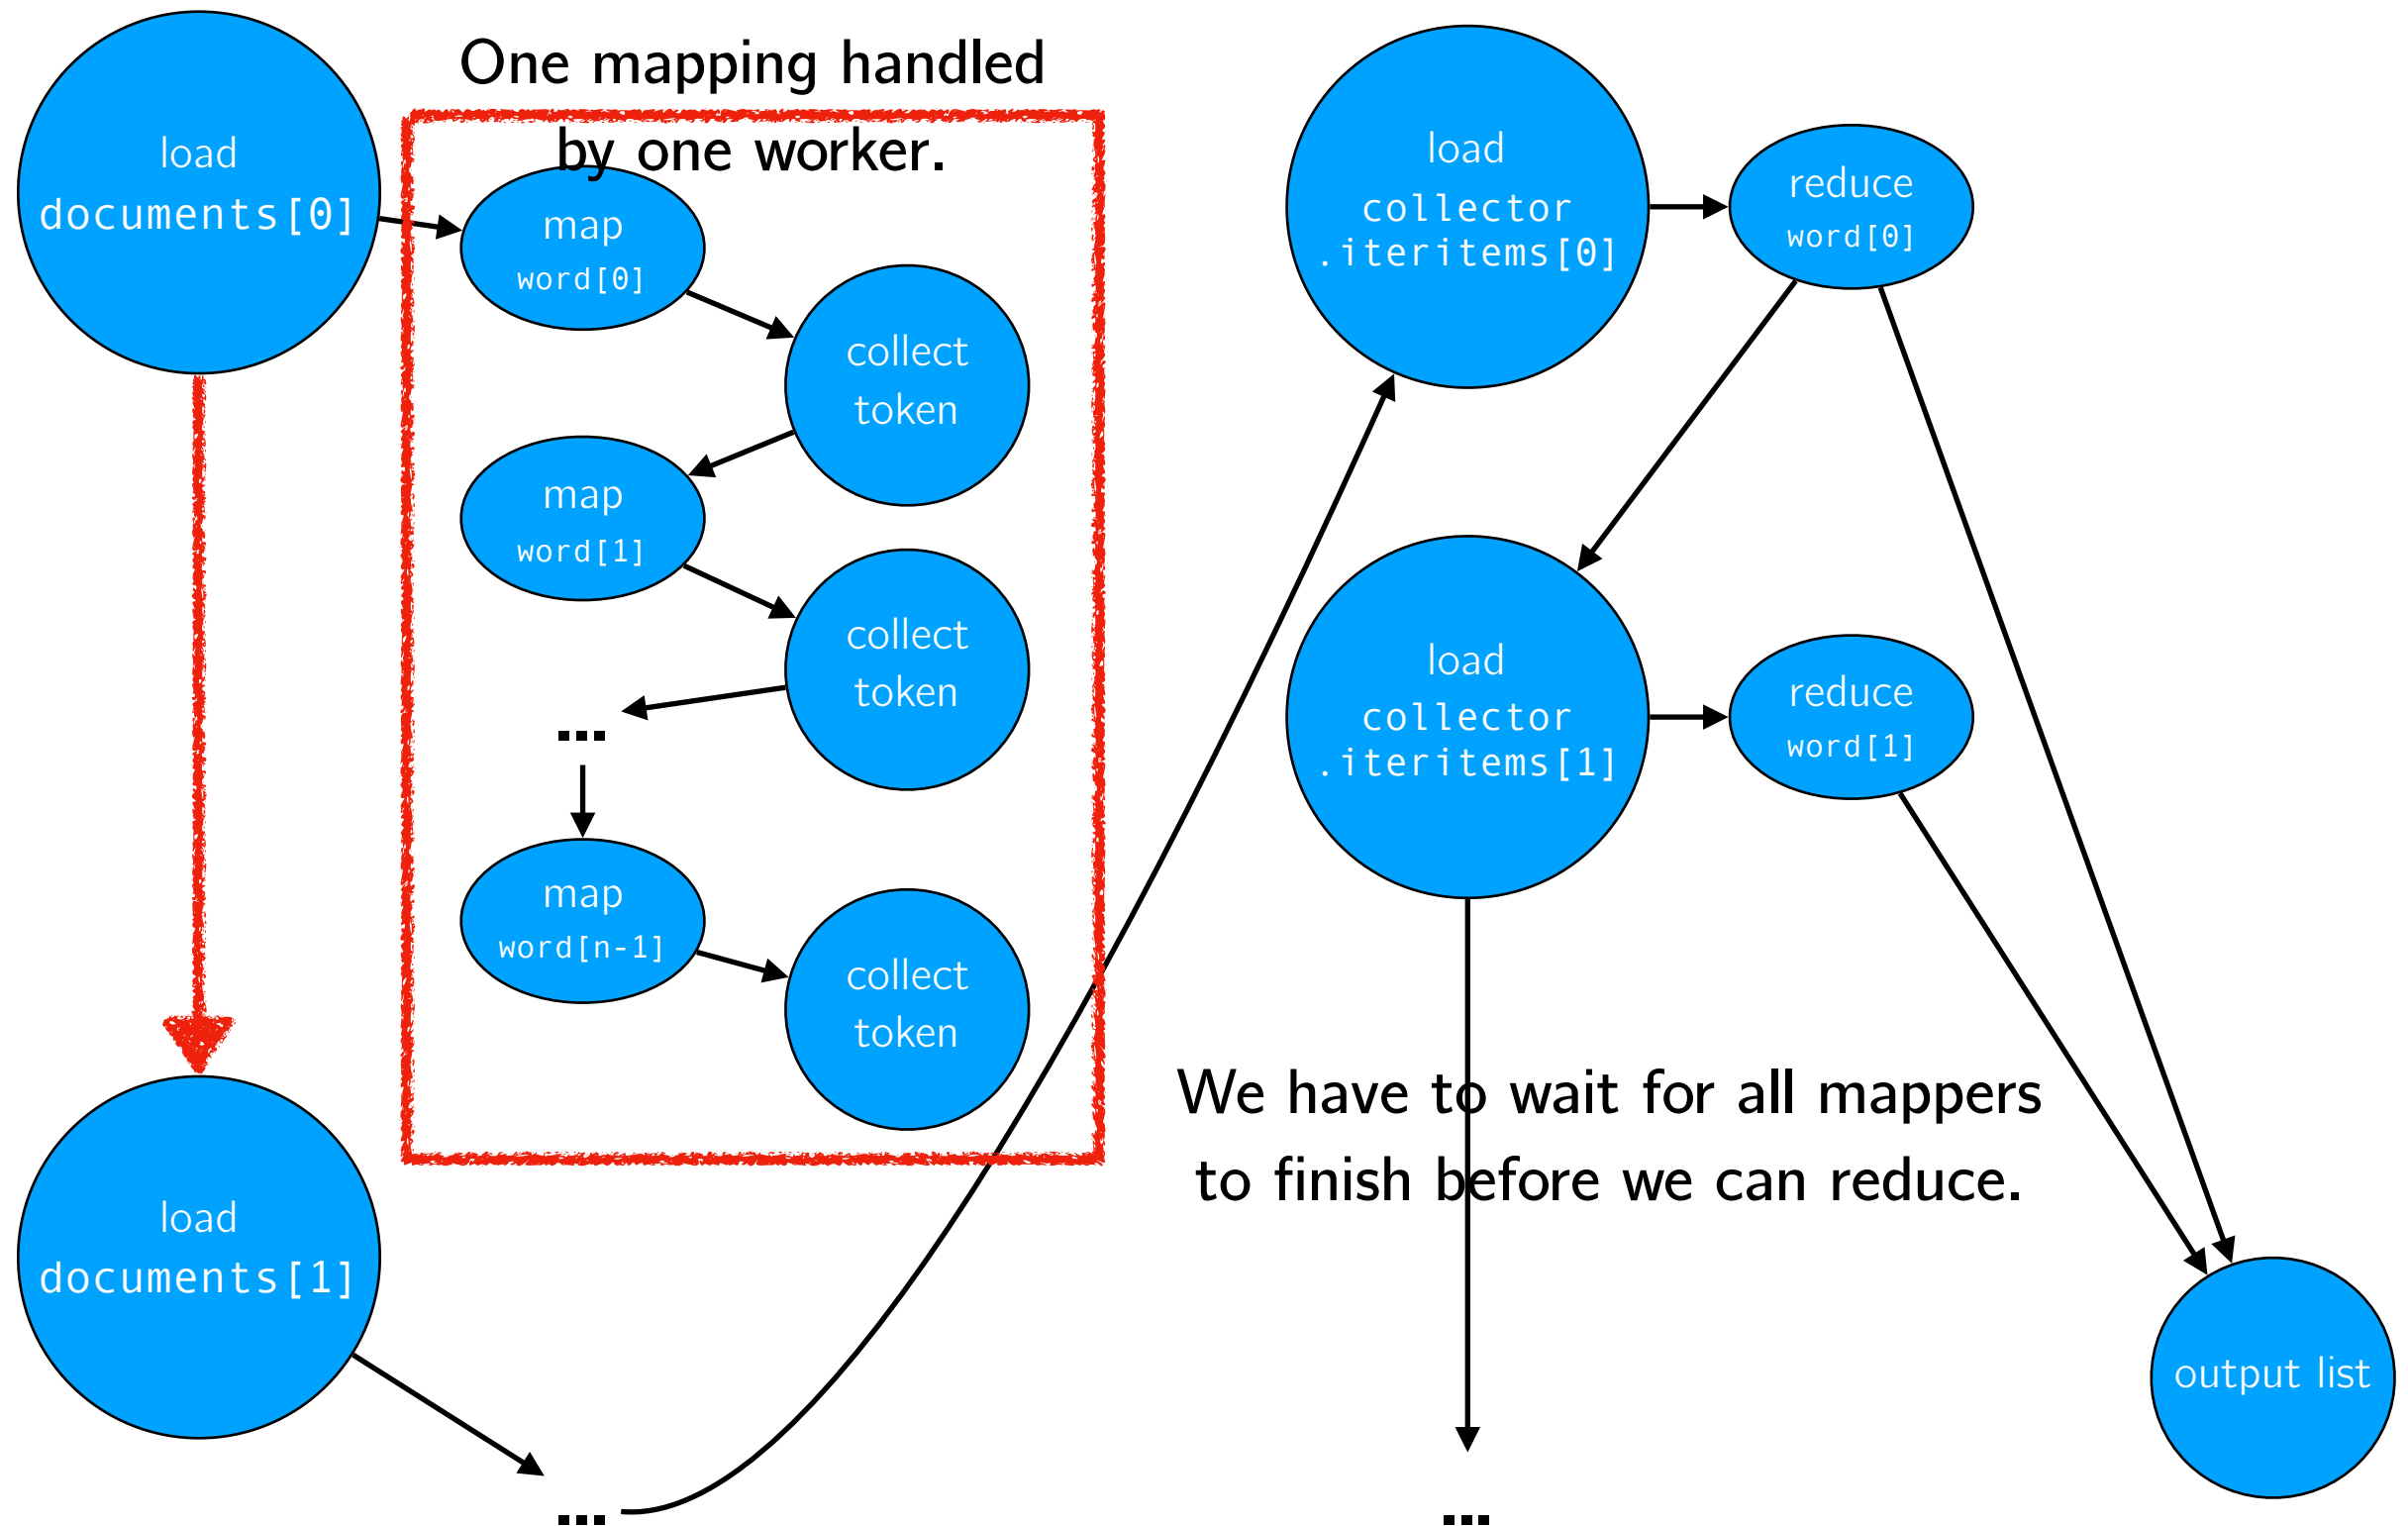 One mapping handled
by one worker.
load
documents[0]
map
word[0]
collect
token
map
word[1]
collect
token
...
map
word[n-1]
collect
token
load
documents[1]
...
load
collector
.iteritems[0]
reduce
word[0]
load
collector
.iteritems[1]
reduce
word[1]
We have to wait for all mappers
to finish before we can reduce.
...
output list